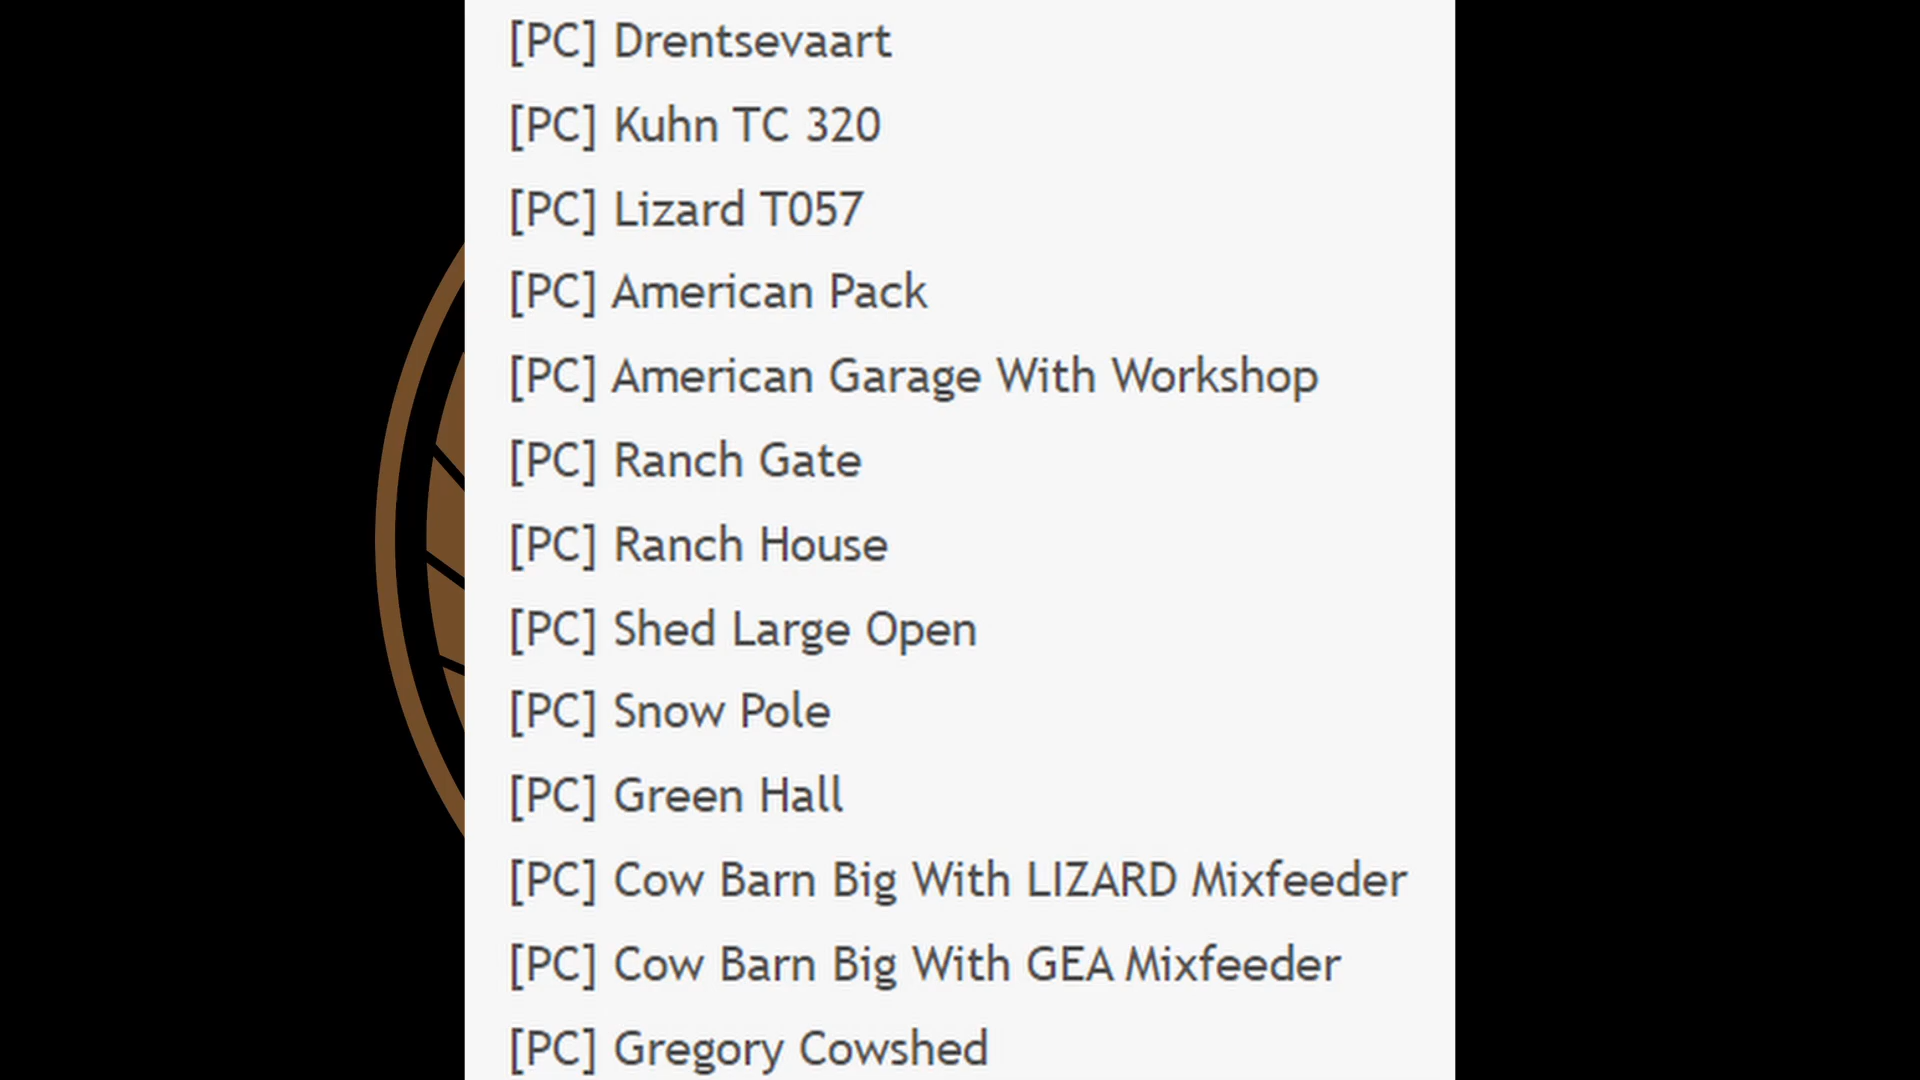 [PC] Drentsevaart
[PC] Kuhn TC 320
[PC] Lizard T057
[PC] American Pack
[PC] American Garage With Workshop
[PC] Ranch Gate
[PC] Ranch House
[PC] Shed Large Open
[PC] Snow Pole
[PC] Green Hall
[PC] Cow Barn Big With LIZARD Mixfeeder
[PC] Cow Barn Big With GEA Mixfeeder
[PC] Gregory Cowshed